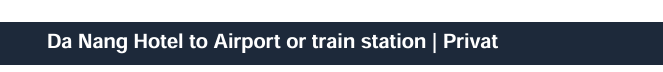 Da Nang Hotel to Airport or train station | Privat